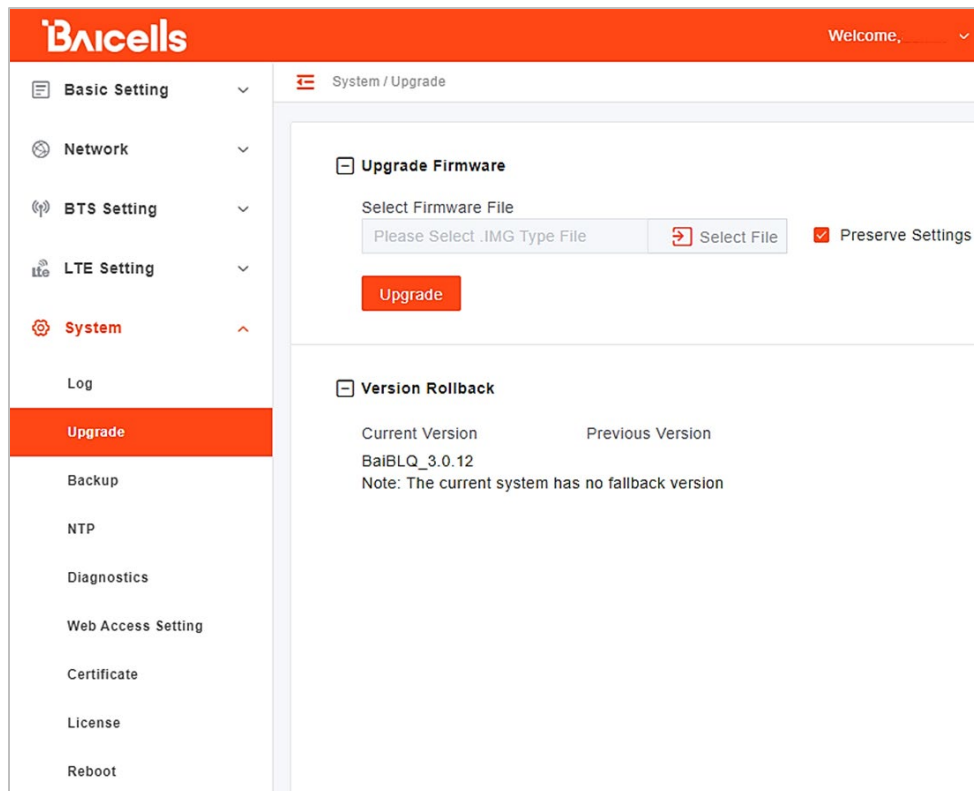 Baicells
Welcome,
Basic Setting
System / Upgrade
Network
Upgrade Firmware
Select Firmware File
BTS Setting
Please Select .IMG Type File
Select File
Preserve Settings
LTE Setting
Upgrade
System
Log
Version Rollback
Upgrade
Current Version
Previous Version
BaiBLQ_3.0.12
Backup
Note: The current system has no fallback version
NTP
Diagnostics
Web Access Setting
Certificate
License
Reboot